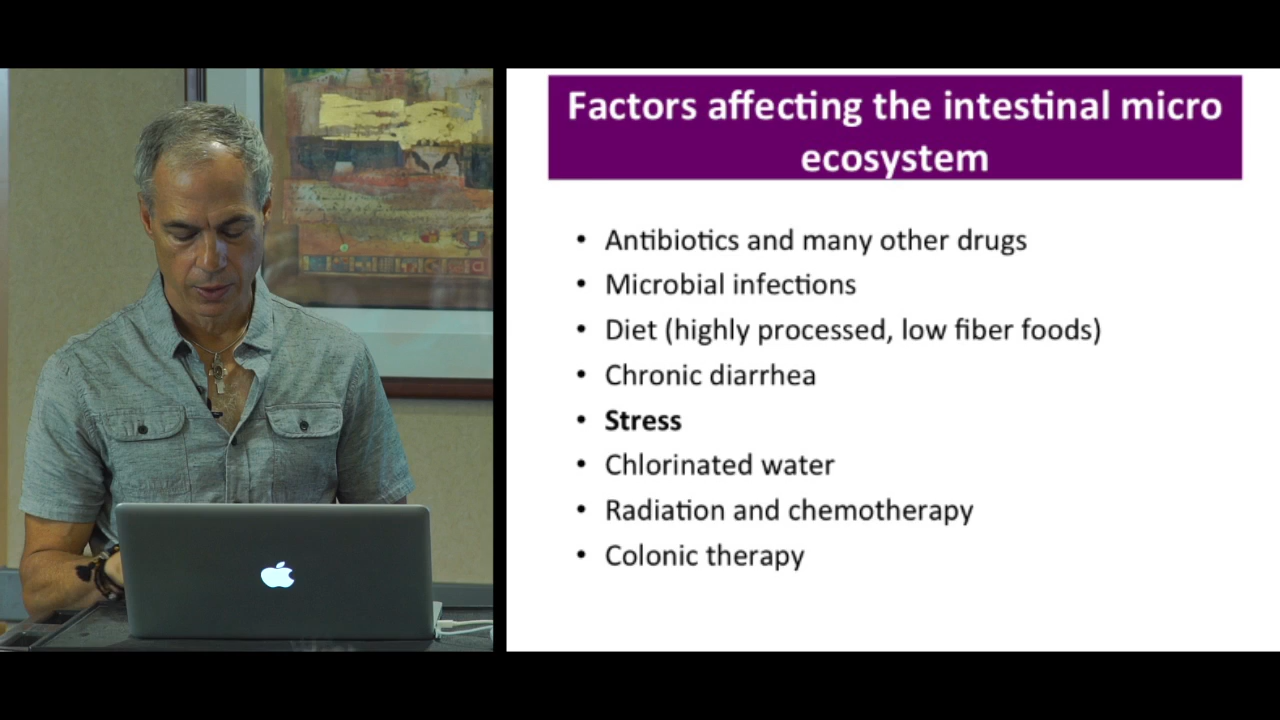 Factors affecting the intestinal micro
ecosystem
• Antibiotics and many other drugs
• Microbial infections
• Diet (highly processed, low fiber foods)
• Chronic diarrhea
• Stress
• Chlorinated water
• Radiation and chemotherapy
• Colonic therapy